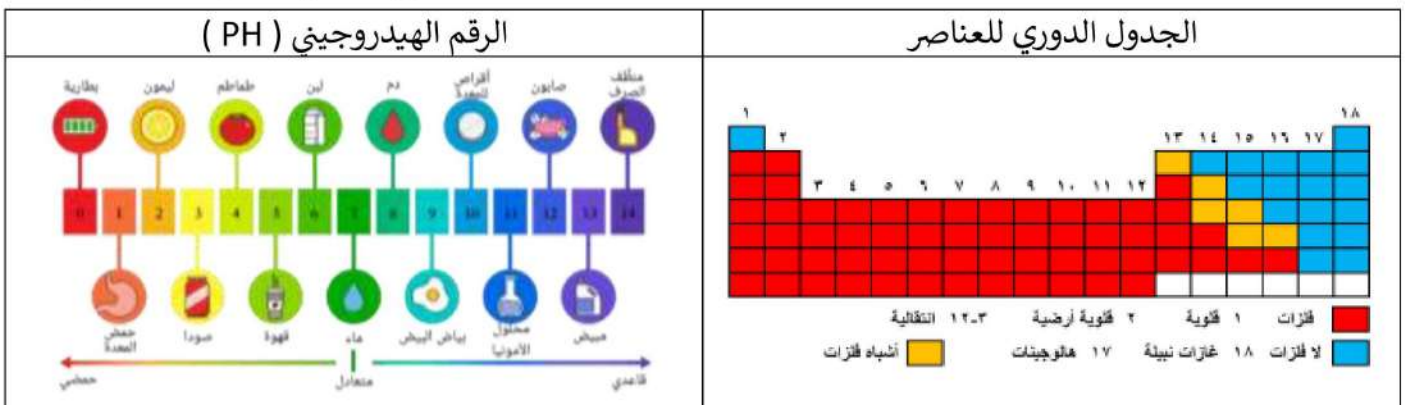 الجدول الدوري للعناصر
١ ١٨
٢ ١٣ ١٤ ١٥ ١٦ ١٧
٣ ٤ ٥ ٦ ٧ ٨ ٩ ١٠ ١١ ١٢
فلزات ١ قلوية ٢ قلوية أرضية ٣-١٢ انتقالية
لا فلزات ١٨ غازات نبيلة ١٧ هالوجينات أشباه فلزات
الرقم الهيدروجيني ( PH )
بطارية ليمون طماطم لبن دم أقراص للمعدة صابون منظف الصرف
0 1 2 3 4 5 6 7 8 9 10 11 12 13 14
حمض المعدة صودا قهوة ماء بياض البيض محلول الأمونيا مبيض
حمضي متعادل قاعدي